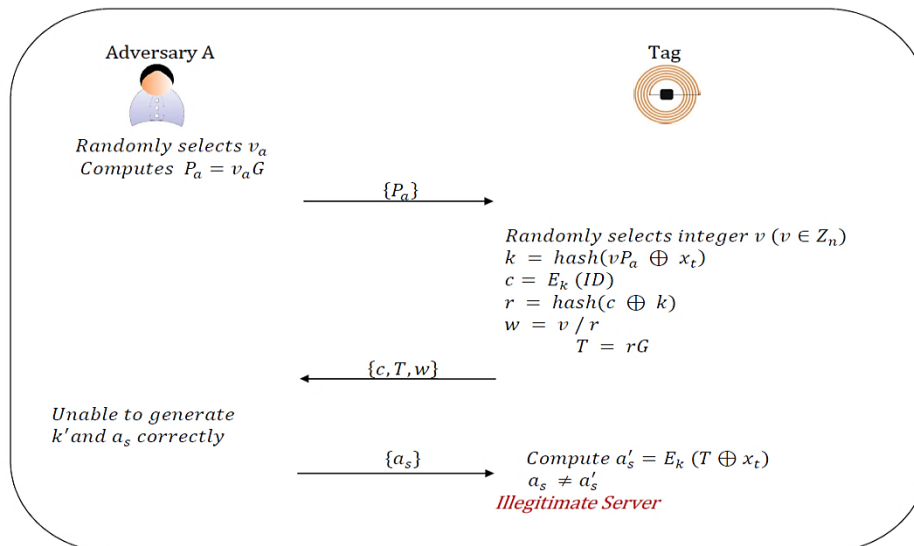 Adversary A
Tag
Randomly selects v_a
Computes P_a = v_aG
{P_a}
Randomly selects integer v (v ∈ Z_n)
k = hash(vP_a ⊕ x_t)
c = E_k (ID)
r = hash(c ⊕ k)
w = v / r
T = rG
{c, T, w}
Unable to generate
k′and a_s correctly
{a_s}
Compute a′_s = E_k (T ⊕ x_t)
a_s ≠ a′_s
Illegitimate Server